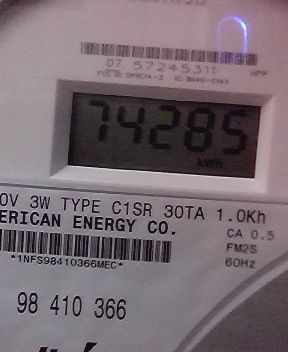 07 57245311
74285
kWh
0V 3W TYPE C1SR 30TA 1.0Kh
ERICAN ENERGY CO.
CA 0.5
FM2S
60Hz
*1NFS98410366MEC*
98 410 366